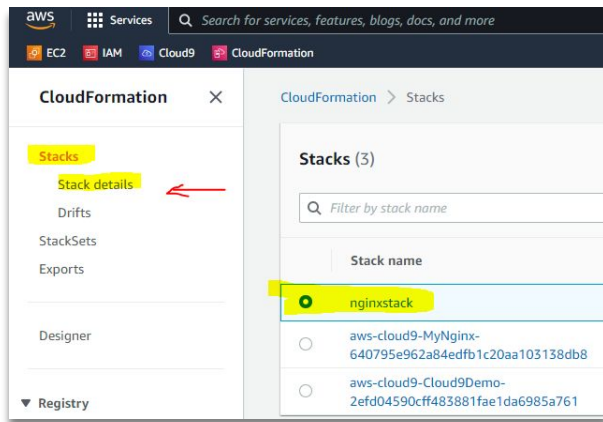 aws
Services
Search for services, features, blogs, docs, and more
EC2 IAM Cloud9 CloudFormation
CloudFormation
Stacks
Stack details
Drifts
StackSets
Exports
Designer
Registry
CloudFormation > Stacks
Stacks (3)
Filter by stack name
Stack name
nginxstack
aws-cloud9-MyNginx-
640795e962a84edfb1c20aa103138db8
aws-cloud9-Cloud9Demo-
2efd04590cff483881fae1da6985a761